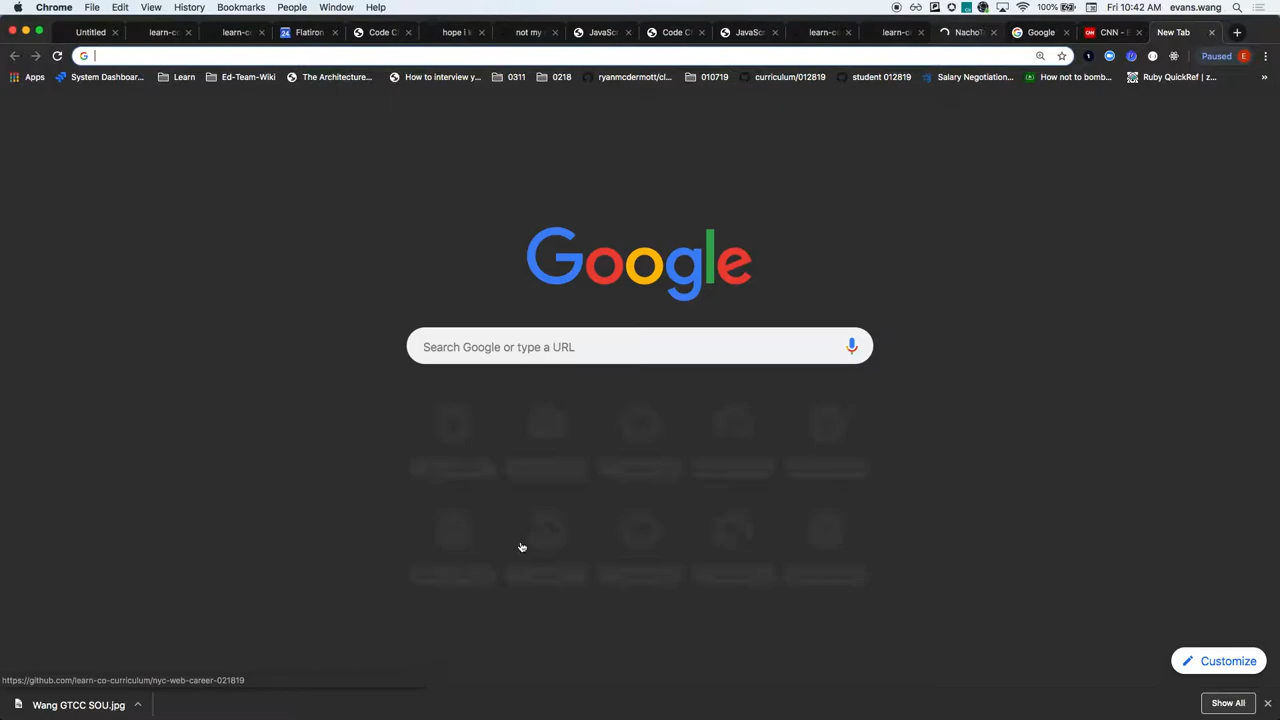 Chrome File Edit View History Bookmarks People Window Help 100% Fri 10:42 AM evans.wang
Untitled learn-c learn-c Flatiron Code C hope i not my JavaSc Code C JavaSc learn-c learn-c NachoT Google CNN - New Tab
Apps System Dashboar... Learn Ed-Team-Wiki The Architecture... How to interview y... 0311 0218 ryanmcdermott/cl... 010719 curriculum/012819 student 012819 Salary Negotiation... How not to bomb... Ruby QuickRef | z... »
Paused E
Google
Search Google or type a URL
Customize
https://github.com/learn-co-curriculum/nyc-web-career-021819
Wang GTCC SOU.jpg Show All